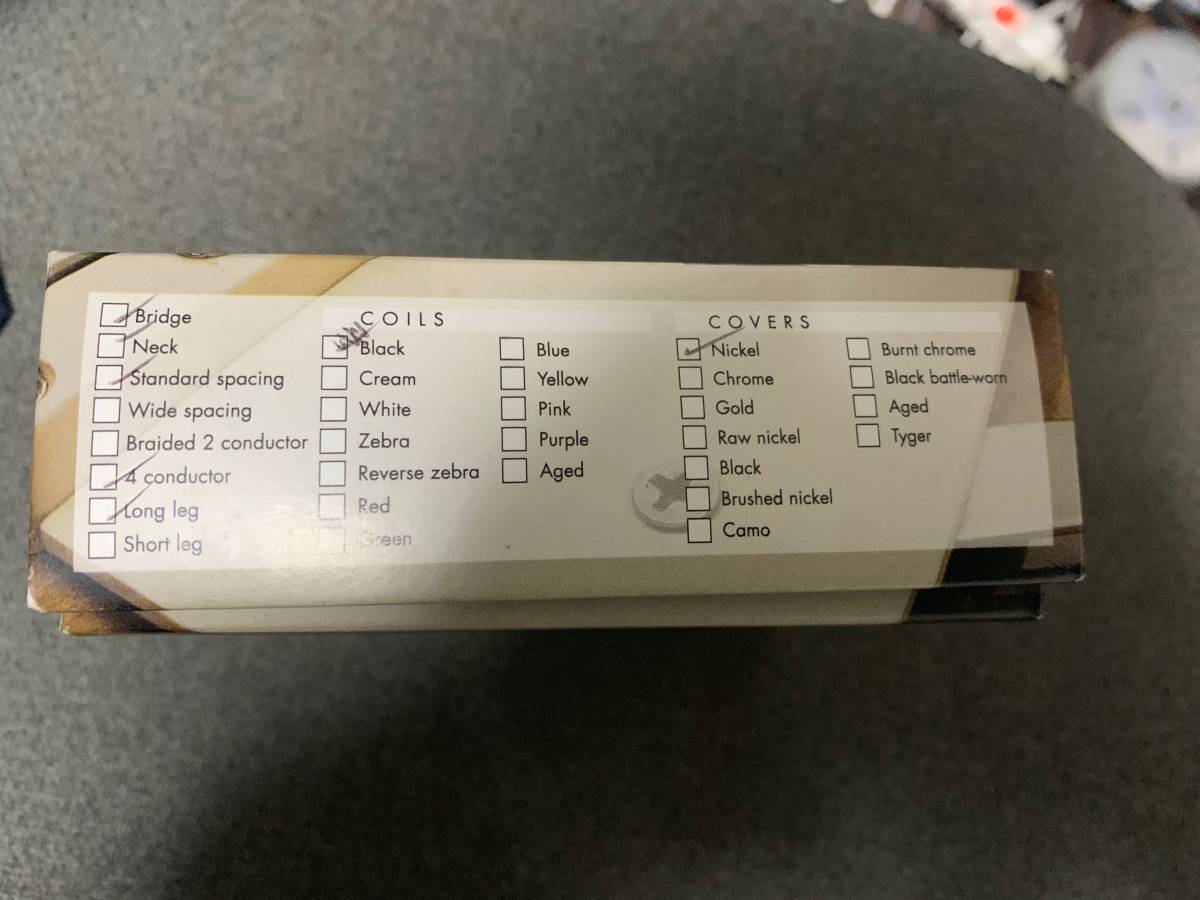 Bridge
Neck
Standard spacing
Wide spacing
Braided 2 conductor
4 conductor
Long leg
Short leg
COILS
Black
Cream
White
Zebra
Reverse zebra
Red
Green
Blue
Yellow
Pink
Purple
Aged
COVERS
Nickel
Chrome
Gold
Raw nickel
Black
Brushed nickel
Camo
Burnt chrome
Black battle-worn
Aged
Tyger